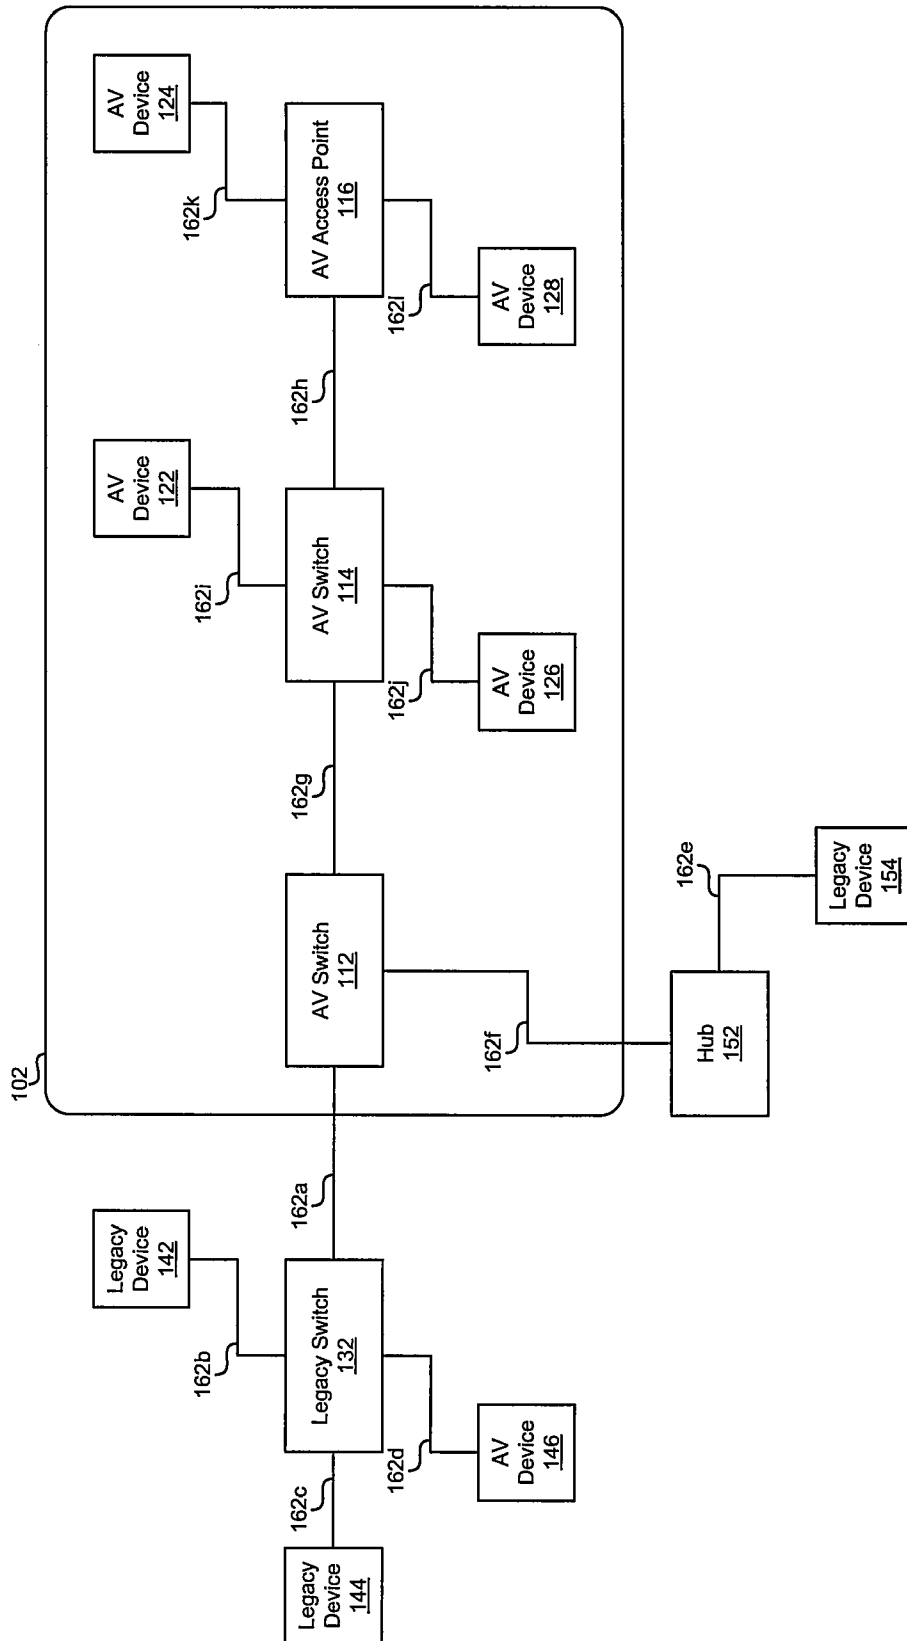 102
AV
Device
124
162k
AV Access Point
116
162l
AV
Device
128
162h
AV
Device
122
162i
AV Switch
114
162j
AV
Device
126
162g
AV Switch
112
162f
Hub
152
162e
Legacy
Device
154
162a
Legacy
Device
142
162b
Legacy Switch
132
162d
AV
Device
146
162c
Legacy
Device
144